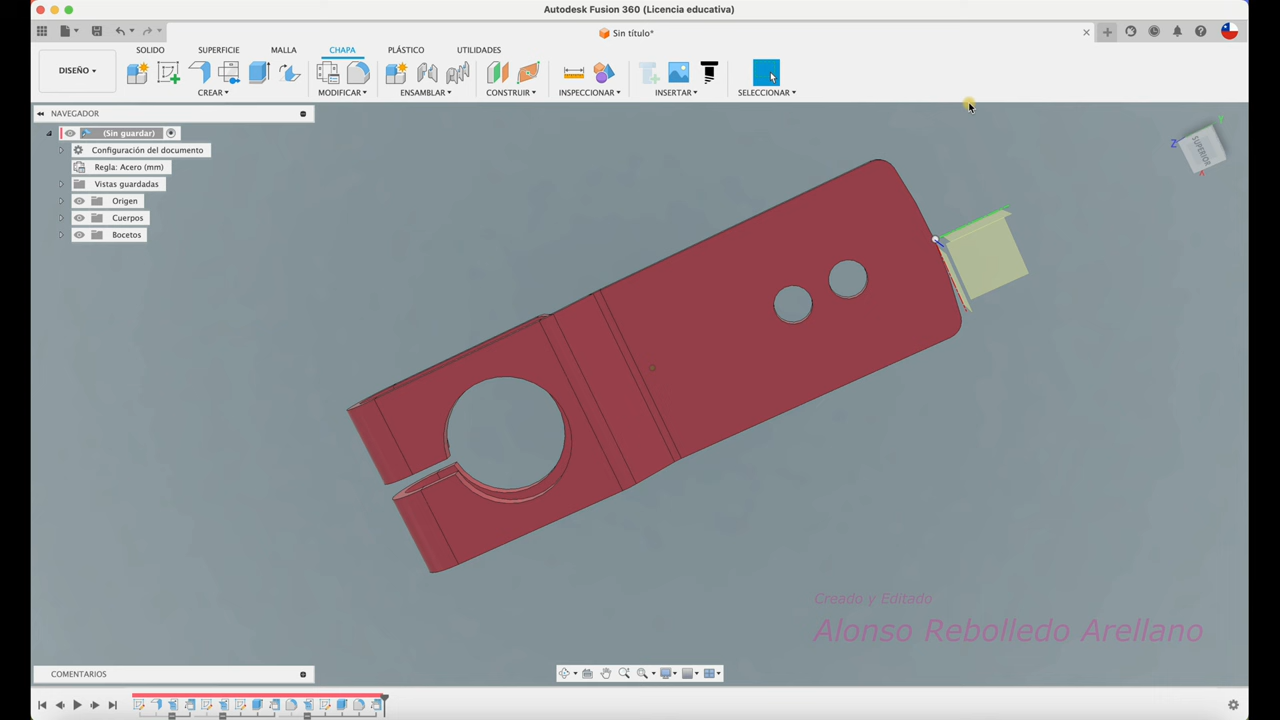 Autodesk Fusion 360 (Licencia educativa)
Sin título*
SOLIDO SUPERFICIE MALLA CHAPA PLÁSTICO UTILIDADES
DISEÑO
CREAR MODIFICAR ENSAMBLAR CONSTRUIR INSPECCIONAR INSERTAR SELECCIONAR
NAVEGADOR
(Sin guardar)
Configuración del documento
Regla: Acero (mm)
Vistas guardadas
Origen
Cuerpos
Bocetos
Y
Z
SUPERIOR
X
Creado y Editado
Alonso Rebolledo Arellano
COMENTARIOS